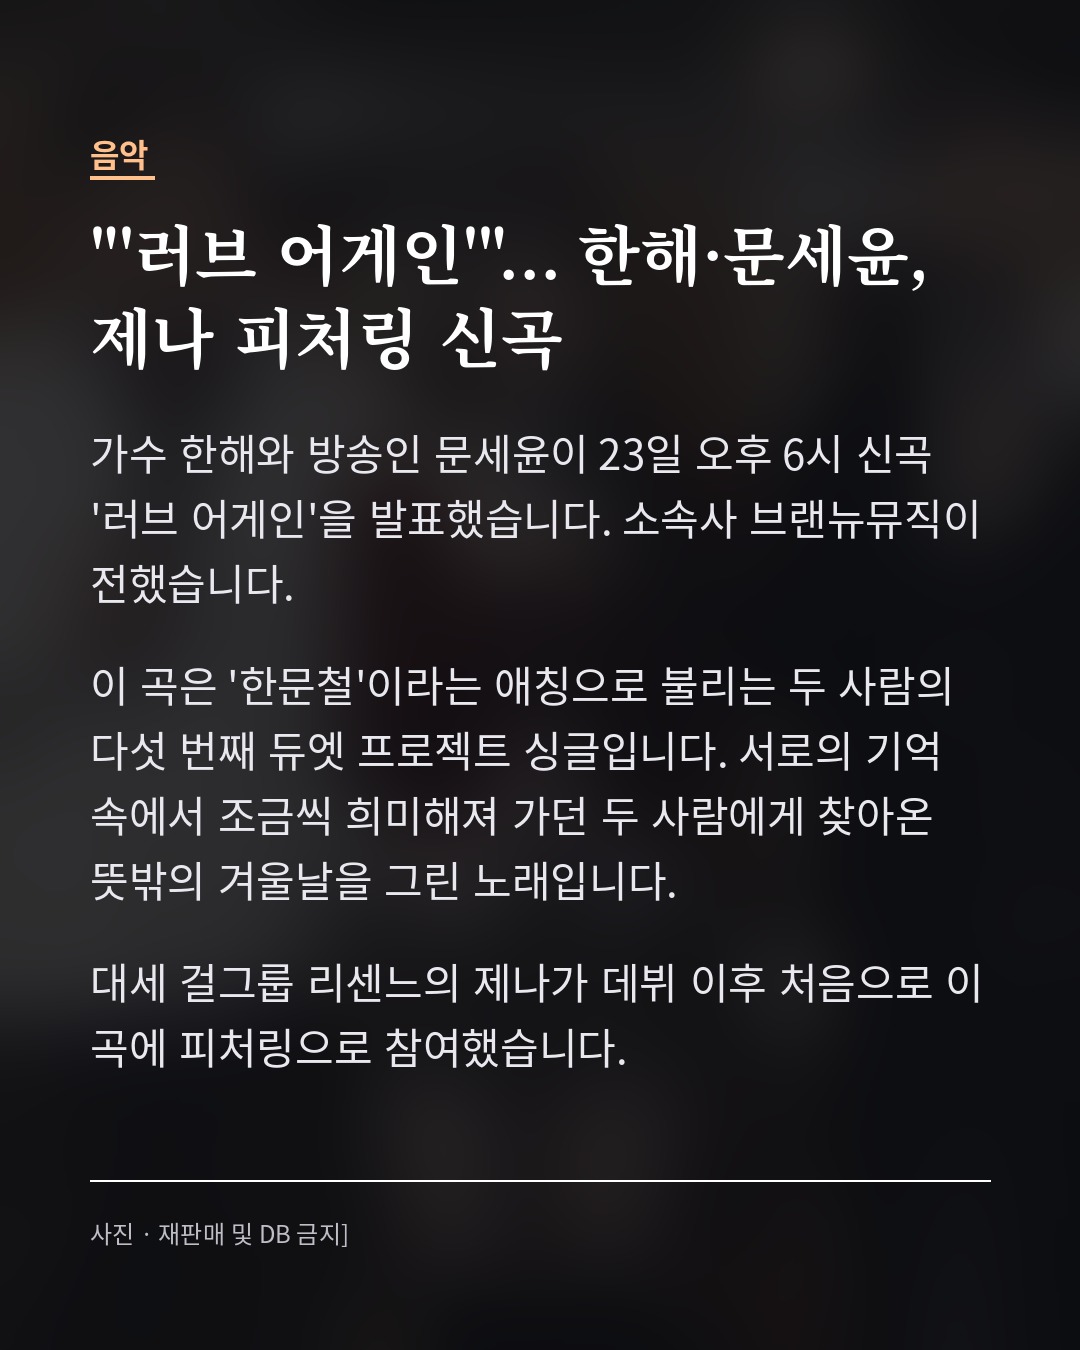 음악
"'러브 어게인'"... 한해·문세윤,
제나 피처링 신곡
가수 한해와 방송인 문세윤이 23일 오후 6시 신곡
'러브 어게인'을 발표했습니다. 소속사 브랜뉴뮤직이
전했습니다.
이 곡은 '한문철'이라는 애칭으로 불리는 두 사람의
다섯 번째 듀엣 프로젝트 싱글입니다. 서로의 기억
속에서 조금씩 희미해져 가던 두 사람에게 찾아온
뜻밖의 겨울날을 그린 노래입니다.
대세 걸그룹 리센느의 제나가 데뷔 이후 처음으로 이
곡에 피처링으로 참여했습니다.
사진 · 재판매 및 DB 금지]